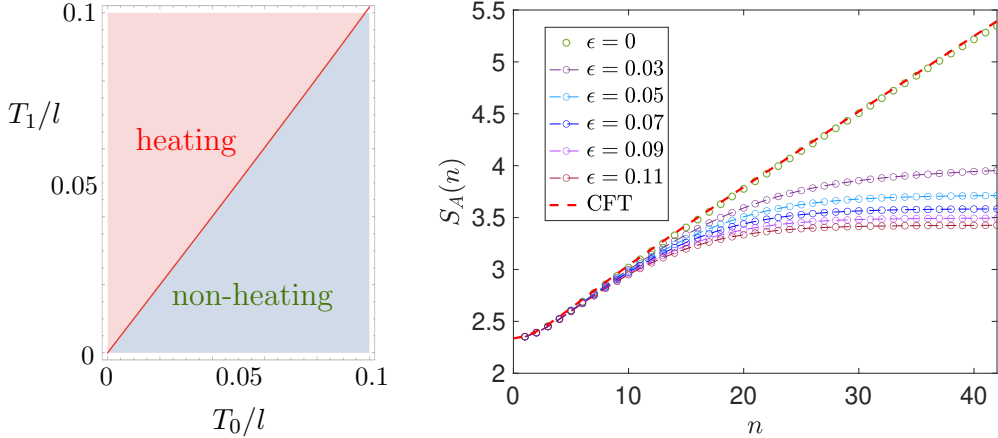 0.1
T₁/l
heating
0.05
non-heating
0
0 0.05 0.1
T₀/l
5.5
5
4.5
4
3.5
3
2.5
2
S_A(n)
ϵ = 0
ϵ = 0.03
ϵ = 0.05
ϵ = 0.07
ϵ = 0.09
ϵ = 0.11
CFT
0 10 20 30 40
n